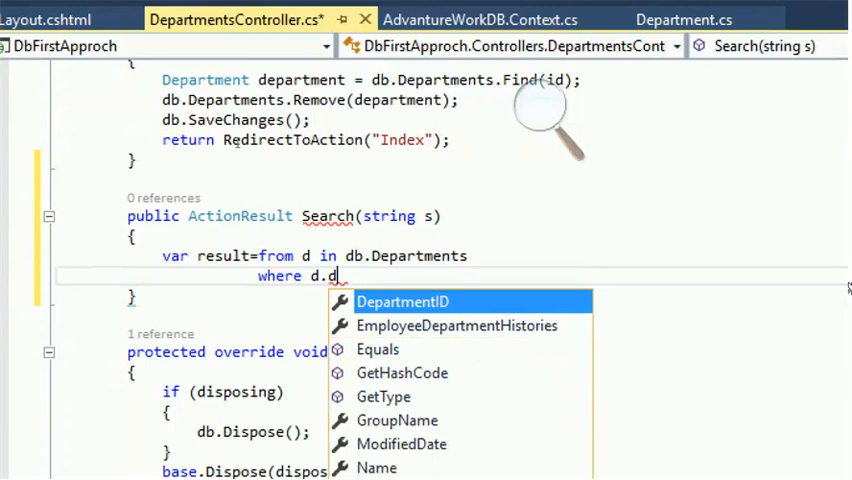 Layout.cshtml DepartmentsController.cs* AdvantureWorkDB.Context.cs Department.cs
DbFirstApproch DbFirstApproch.Controllers.DepartmentsCont Search(string s)
{
Department department = db.Departments.Find(id);
db.Departments.Remove(department);
db.SaveChanges();
return RedirectToAction("Index");
}
0 references
public ActionResult Search(string s)
{
var result=from d in db.Departments
where d.d
}
DepartmentID
EmployeeDepartmentHistories
Equals
GetHashCode
GetType
GroupName
ModifiedDate
Name
1 reference
protected override void
{
if (disposing)
{
db.Dispose();
}
base.Dispose(dispos